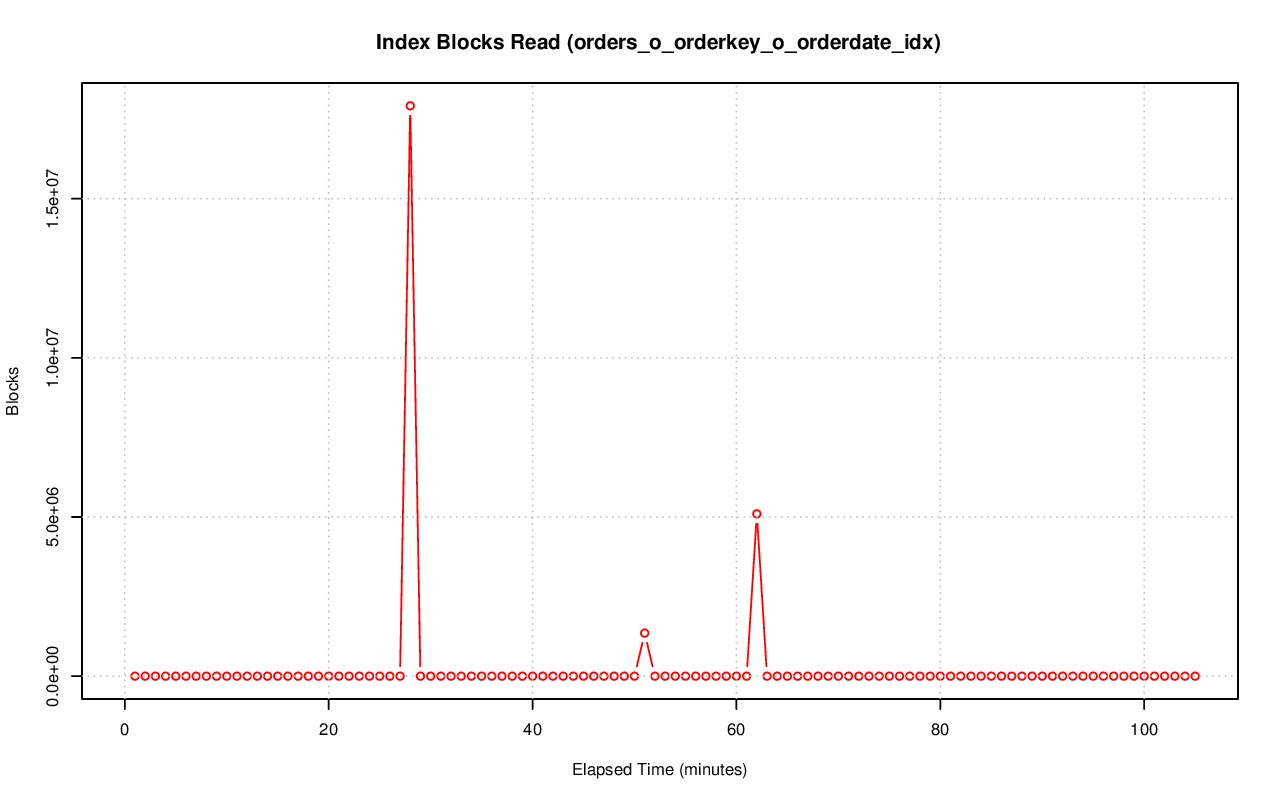 Index Blocks Read (orders_o_orderkey_o_orderdate_idx)
Blocks
1.5e+07
1.0e+07
5.0e+06
0.0e+00
0 20 40 60 80 100
Elapsed Time (minutes)